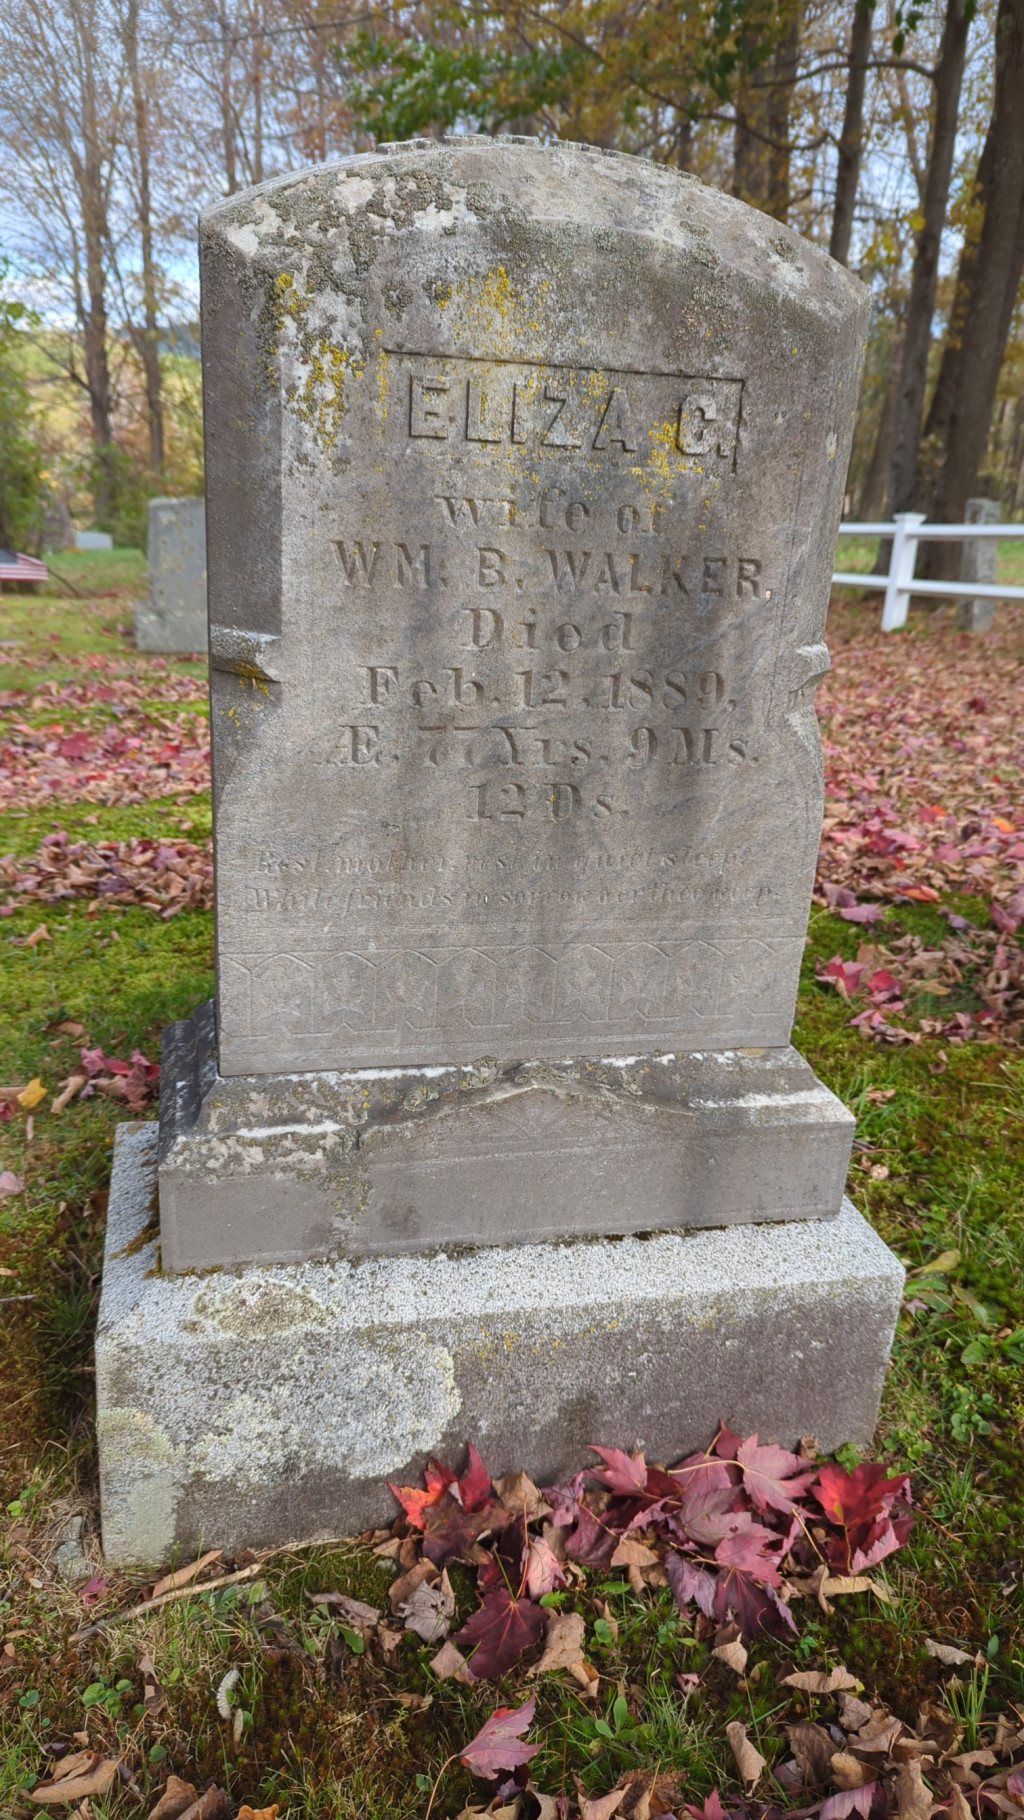 ELIZA C.
wife of
WM. B. WALKER,
Died
Feb. 12, 1889,
Æ. 77 Yrs. 9 Ms.
12 Ds.
Rest, mother, rest in quiet sleep,
While friends in sorrow o'er thee weep.